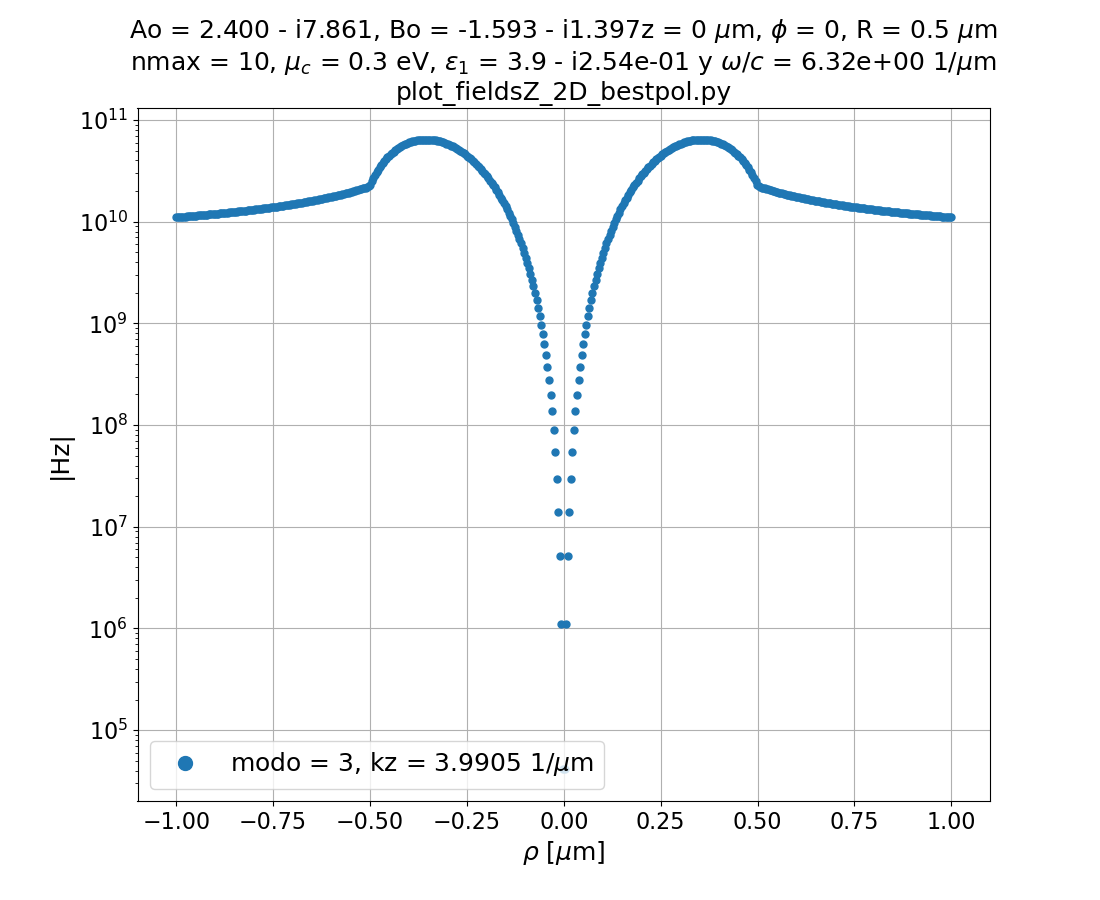 Ao = 2.400 - i7.861, Bo = -1.593 - i1.397z = 0 μm, ϕ = 0, R = 0.5 μm
nmax = 10, μc = 0.3 eV, ε1 = 3.9 - i2.54e-01 y ω/c = 6.32e+00 1/μm
plot_fieldsZ_2D_bestpol.py
10¹¹
10¹⁰
10⁹
10⁸
10⁷
10⁶
10⁵
|Hz|
modo = 3, kz = 3.9905 1/μm
−1.00 −0.75 −0.50 −0.25 0.00 0.25 0.50 0.75 1.00
ρ [μm]